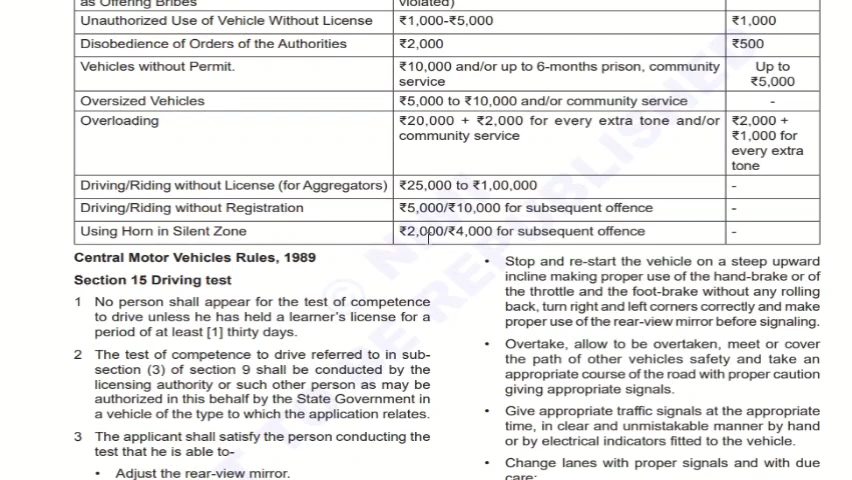 as Offering Bribes violated)
Unauthorized Use of Vehicle Without License ₹1,000-₹5,000 ₹1,000
Disobedience of Orders of the Authorities ₹2,000 ₹500
Vehicles without Permit. ₹10,000 and/or up to 6-months prison, community Up to
service ₹5,000
Oversized Vehicles ₹5,000 to ₹10,000 and/or community service -
Overloading ₹20,000 + ₹2,000 for every extra tone and/or ₹2,000 +
community service ₹1,000 for
every extra
tone
Driving/Riding without License (for Aggregators) ₹25,000 to ₹1,00,000 -
Driving/Riding without Registration ₹5,000/₹10,000 for subsequent offence -
Using Horn in Silent Zone ₹2,000/₹4,000 for subsequent offence -
Central Motor Vehicles Rules, 1989
Section 15 Driving test
1 No person shall appear for the test of competence
to drive unless he has held a learner's license for a
period of at least [1] thirty days.
2 The test of competence to drive referred to in sub-
section (3) of section 9 shall be conducted by the
licensing authority or such other person as may be
authorized in this behalf by the State Government in
a vehicle of the type to which the application relates.
3 The applicant shall satisfy the person conducting the
test that he is able to-
• Adjust the rear-view mirror.
• Stop and re-start the vehicle on a steep upward
incline making proper use of the hand-brake or of
the throttle and the foot-brake without any rolling
back, turn right and left corners correctly and make
proper use of the rear-view mirror before signaling.
• Overtake, allow to be overtaken, meet or cover
the path of other vehicles safety and take an
appropriate course of the road with proper caution
giving appropriate signals.
• Give appropriate traffic signals at the appropriate
time, in clear and unmistakable manner by hand
or by electrical indicators fitted to the vehicle.
• Change lanes with proper signals and with due
care;